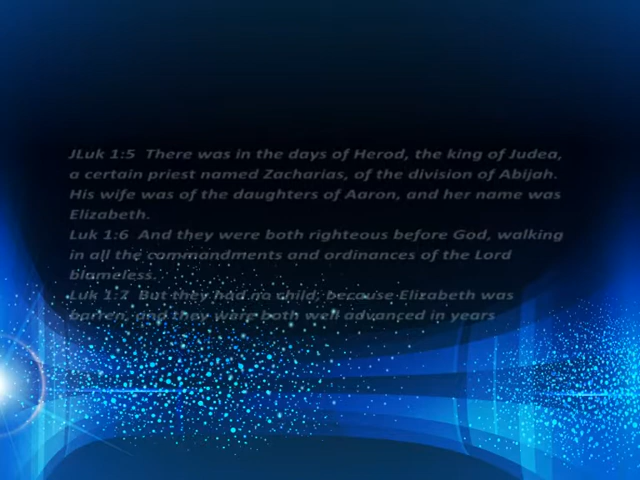 JLuk 1:5  There was in the days of Herod, the king of Judea,
a certain priest named Zacharias, of the division of Abijah.
His wife was of the daughters of Aaron, and her name was
Elizabeth.
Luk 1:6  And they were both righteous before God, walking
in all the commandments and ordinances of the Lord
blameless.
Luk 1:7  But they had no child, because Elizabeth was
barren, and they were both well advanced in years